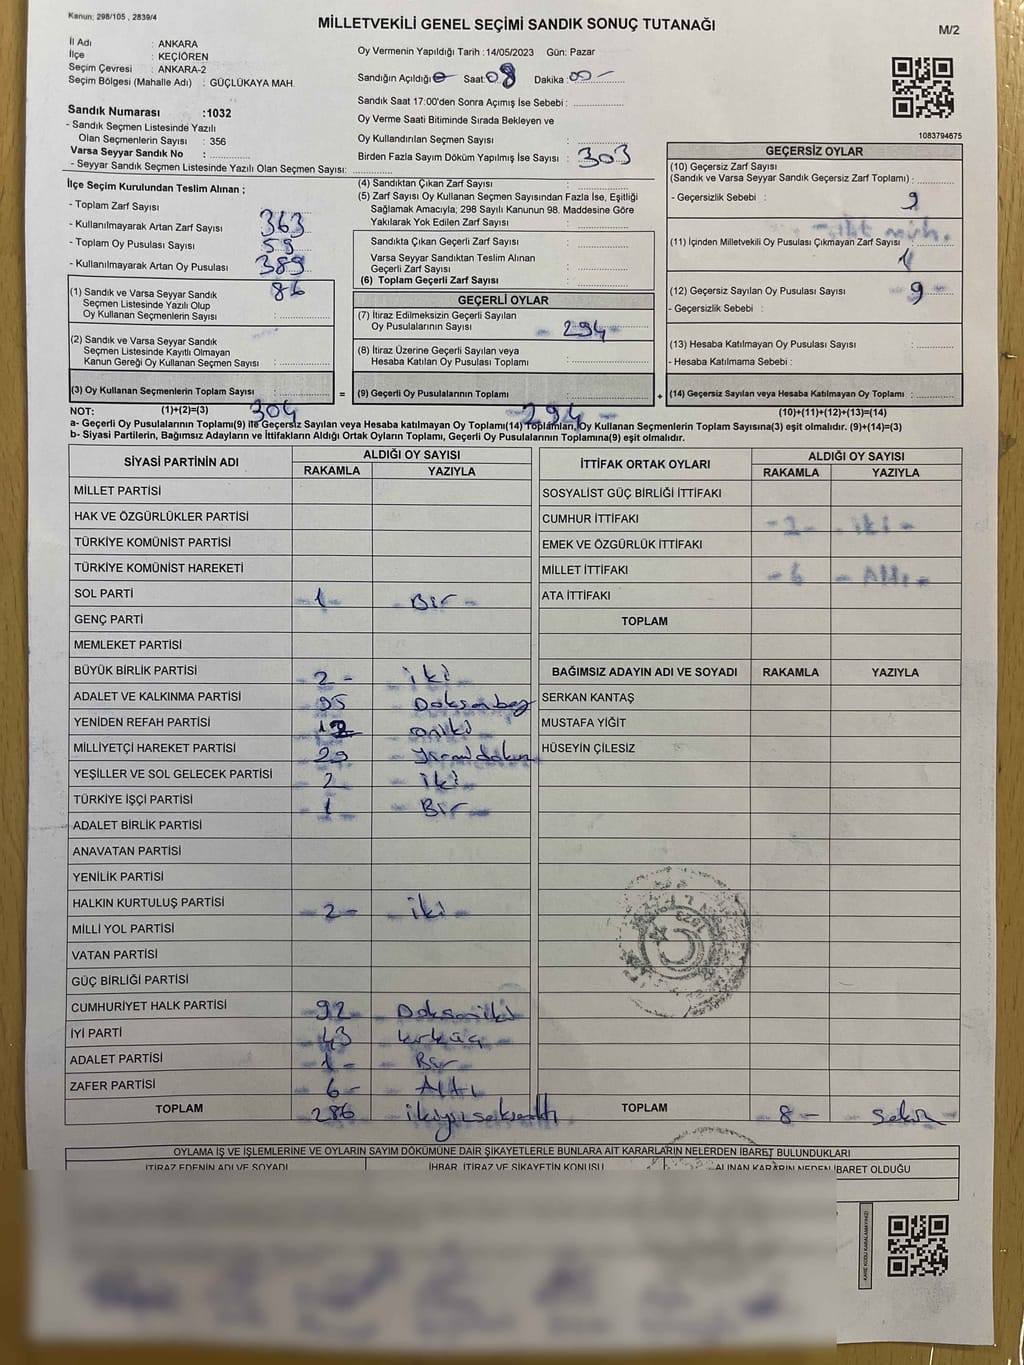 Kanun; 298/105 , 2839/4
MİLLETVEKİLİ GENEL SEÇİMİ SANDIK SONUÇ TUTANAĞI
M/2
İl Adı : ANKARA
İlçe : KEÇİÖREN
Seçim Çevresi : ANKARA-2
Seçim Bölgesi (Mahalle Adı) : GÜÇLÜKAYA MAH.
Sandık Numarası :1032
- Sandık Seçmen Listesinde Yazılı
Olan Seçmenlerin Sayısı : 356
Varsa Seyyar Sandık No :
- Seyyar Sandık Seçmen Listesinde Yazılı Olan Seçmen Sayısı:
Oy Vermenin Yapıldığı Tarih :14/05/2023 Gün: Pazar
Sandığın Açıldığı Saat: 08 Dakika: 00
Sandık Saat 17:00'den Sonra Açımış İse Sebebi :
Oy Verme Saati Bitiminde Sırada Bekleyen ve
Oy Kullandırılan Seçmen Sayısı :
Birden Fazla Sayım Döküm Yapılmış İse Sayısı : 303
1083794675
İlçe Seçim Kurulundan Teslim Alınan ;
- Toplam Zarf Sayısı
- Kullanılmayarak Artan Zarf Sayısı : 363
- Toplam Oy Pusulası Sayısı : 59
- Kullanılmayarak Artan Oy Pusulası : 389
(1) Sandık ve Varsa Seyyar Sandık 86
Seçmen Listesinde Yazılı Olup
Oy Kullanan Seçmenlerin Sayısı :
(2) Sandık ve Varsa Seyyar Sandık
Seçmen Listesinde Kayıtlı Olmayan
Kanun Gereği Oy Kullanan Seçmen Sayısı :
(3) Oy Kullanan Seçmenlerin Toplam Sayısı :
(4) Sandıktan Çıkan Zarf Sayısı :
(5) Zarf Sayısı Oy Kullanan Seçmen Sayısından Fazla İse, Eşitliği
Sağlamak Amacıyla; 298 Sayılı Kanunun 98. Maddesine Göre
Yakılarak Yok Edilen Zarf Sayısı :
Sandıkta Çıkan Geçerli Zarf Sayısı :
Varsa Seyyar Sandıktan Teslim Alınan
Geçerli Zarf Sayısı :
(6) Toplam Geçerli Zarf Sayısı :
GEÇERLİ OYLAR
(7) İtiraz Edilmeksizin Geçerli Sayılan
Oy Pusulalarının Sayısı : - 294 -
(8) İtiraz Üzerine Geçerli Sayılan veya
Hesaba Katılan Oy Pusulası Toplamı :
= (9) Geçerli Oy Pusulalarının Toplamı :
GEÇERSİZ OYLAR
(10) Geçersiz Zarf Sayısı
(Sandık ve Varsa Seyyar Sandık Geçersiz Zarf Toplamı) :
- Geçersizlik Sebebi : 9
(11) İçinden Milletvekili Oy Pusulası Çıkmayan Zarf Sayısı
1
(12) Geçersiz Sayılan Oy Pusulası Sayısı : 9 -
- Geçersizlik Sebebi :
(13) Hesaba Katılmayan Oy Pusulası Sayısı :
- Hesaba Katılmama Sebebi :
+ (14) Geçersiz Sayılan veya Hesaba Katılmayan Oy Toplamı :
NOT: (1)+(2)=(3) 304 - 294 - (10)+(11)+(12)+(13)=(14)
a- Geçerli Oy Pusulalarının Toplamı(9) ile Geçersiz Sayılan veya Hesaba katılmayan Oy Toplamı(14) Toplamları, Oy Kullanan Seçmenlerin Toplam Sayısına(3) eşit olmalıdır. (9)+(14)=(3)
b- Siyasi Partilerin, Bağımsız Adayların ve İttifakların Aldığı Ortak Oyların Toplamı, Geçerli Oy Pusulalarının Toplamına(9) eşit olmalıdır.
SİYASİ PARTİNİN ADI ALDIĞI OY SAYISI
RAKAMLA YAZIYLA
MİLLET PARTİSİ
HAK VE ÖZGÜRLÜKLER PARTİSİ
TÜRKİYE KOMÜNİST PARTİSİ
TÜRKİYE KOMÜNİST HAREKETİ
SOL PARTİ - 1 - - Bir -
GENÇ PARTİ
MEMLEKET PARTİSİ
BÜYÜK BİRLİK PARTİSİ - 2 - - iki -
ADALET VE KALKINMA PARTİSİ 95 Doksanbeş
YENİDEN REFAH PARTİSİ 12 oniki
MİLLİYETÇİ HAREKET PARTİSİ 29 - Yirmidokuz
YEŞİLLER VE SOL GELECEK PARTİSİ 2 - iki -
TÜRKİYE İŞÇİ PARTİSİ - 1 - - Bir -
ADALET BİRLİK PARTİSİ
ANAVATAN PARTİSİ
YENİLİK PARTİSİ
HALKIN KURTULUŞ PARTİSİ - 2 - - iki -
MİLLİ YOL PARTİSİ
VATAN PARTİSİ
GÜÇ BİRLİĞİ PARTİSİ
CUMHURİYET HALK PARTİSİ - 92 - Doksaniki
İYİ PARTİ - 43 - kırküç -
ADALET PARTİSİ - 1 - - Bir -
ZAFER PARTİSİ - 6 - - Altı
TOPLAM - 286 - ikiyüzseksenaltı
İTTİFAK ORTAK OYLARI ALDIĞI OY SAYISI
RAKAMLA YAZIYLA
SOSYALİST GÜÇ BİRLİĞİ İTTİFAKI
CUMHUR İTTİFAKI - 2 - - iki -
EMEK VE ÖZGÜRLÜK İTTİFAKI
MİLLET İTTİFAKI - 6 - Altı -
ATA İTTİFAKI
TOPLAM
BAĞIMSIZ ADAYIN ADI VE SOYADI RAKAMLA YAZIYLA
SERKAN KANTAŞ
MUSTAFA YİĞİT
HÜSEYİN ÇİLESİZ
TOPLAM - 8 - - Sekiz -
OYLAMA İŞ VE İŞLEMLERİNE VE OYLARIN SAYIM DÖKÜMÜNE DAİR ŞİKAYETLERLE BUNLARA AİT KARARLARIN NELERDEN İBARET BULUNDUKLARI
İTİRAZ EDENİN ADI VE SOYADI İHBAR, İTİRAZ VE ŞİKAYETİN KONUSU ALINAN KARARIN NEDEN İBARET OLDUĞU
KARE KODU KARALAMAYINIZ!